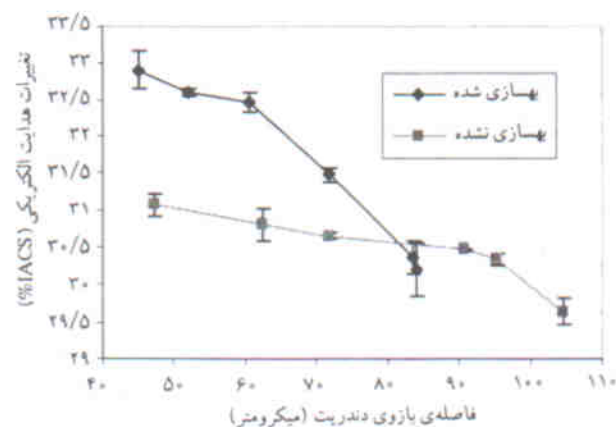 تغییرات هدایت الکتریکی (IACS%)
۳۳/۵
۳۳
۳۲/۵
۳۲
۳۱/۵
۳۱
۳۰/۵
۳۰
۲۹/۵
۲۹
بهسازی شده
بهسازی نشده
۴۰ ۵۰ ۶۰ ۷۰ ۸۰ ۹۰ ۱۰۰ ۱۱۰
فاصله‌ی بازوی دندریت (میکرومتر)